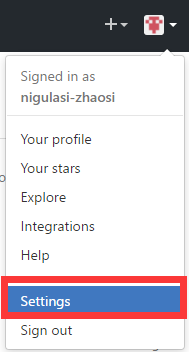 Signed in as
nigulasi-zhaosi
Your profile
Your stars
Explore
Integrations
Help
Settings
Sign out